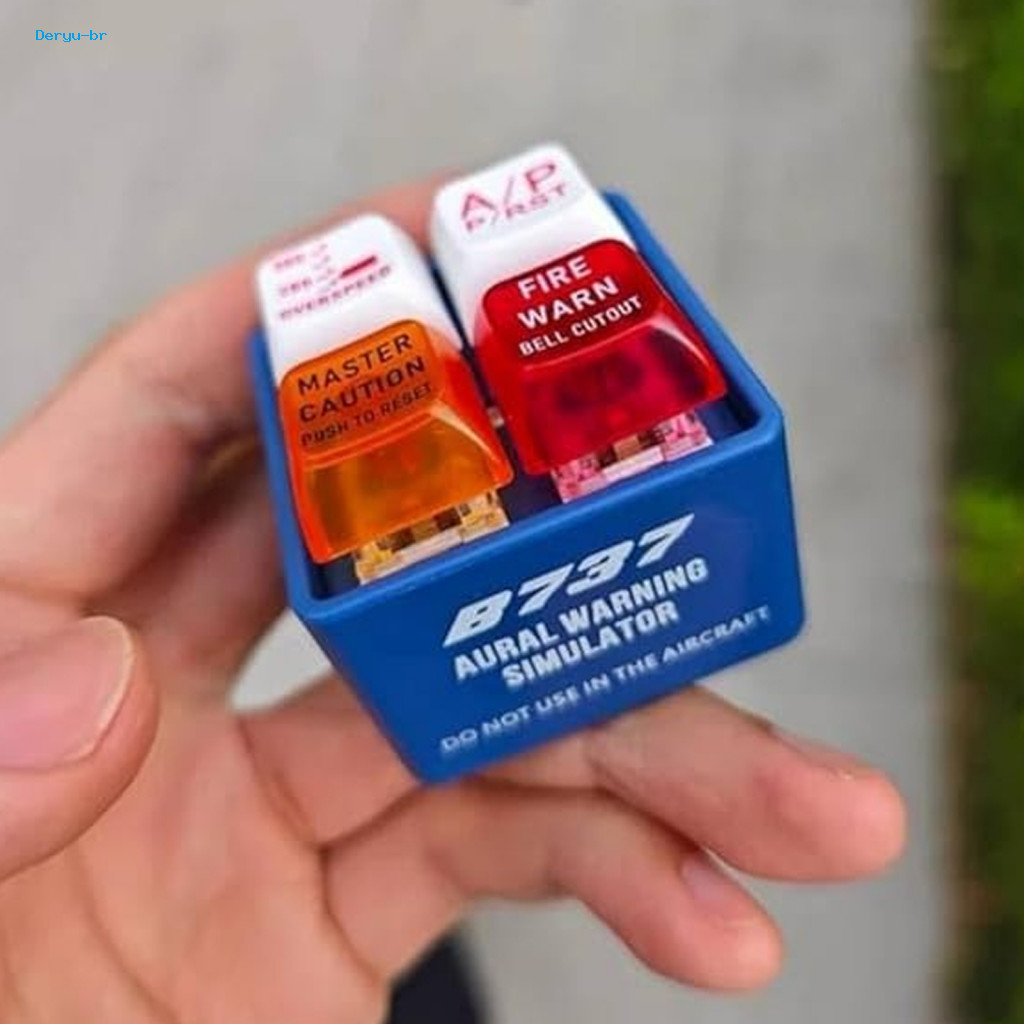 Deryu-br
A/P
P/RST
OVERSPEED
FIRE
WARN
BELL CUTOUT
MASTER
CAUTION
PUSH TO RESET
B737
AURAL WARNING
SIMULATOR
DO NOT USE IN THE AIRCRAFT